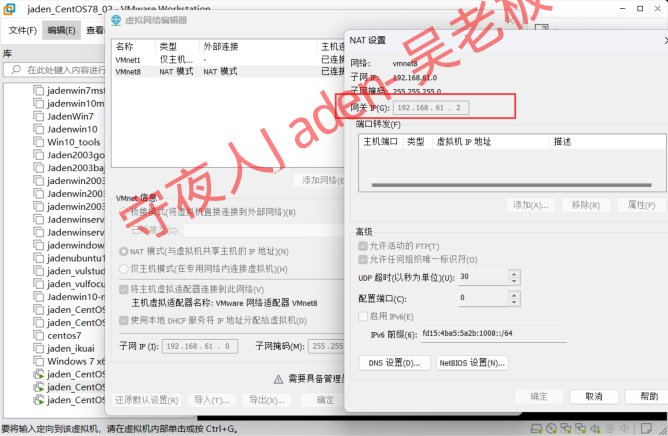 jaden_CentOS78_02 - VMware Workstation
文件(F)
编辑(E)
查看
库
在此处键入内容进行
jadenwin7msf
jadenwin10m
JadenWin7
Jadenwin10
Win10_tools
Jaden2003go
Jaden2003baj
jadenwin2003
jadenwin2003
jadenwin2003
Jadenwinserv
Jadenwinserv
jadenwindow
jadenubuntu1
jaden_vulstud
jaden_vulfocu
Jadenwin10-m
jaden_CentOS
centos7
jaden_ikuai
Windows 7 x6
jaden_CentOS
jaden_CentOS
jaden_CentOS
要将输入定向到该虚拟机，请在虚拟机内部单击或按 Ctrl+G。
虚拟网络编辑器
名称 类型 外部连接 主机连
VMnet1 仅主机... - 已连接
VMnet8 NAT 模式 NAT 模式 已连接
添加网络(E
VMnet 信息
桥接模式(将虚拟机直接连接到外部网络)(B)
已桥接至(G):
NAT 模式(与虚拟机共享主机的 IP 地址)(N)
仅主机模式(在专用网络内连接虚拟机)(H)
将主机虚拟适配器连接到此网络(V)
主机虚拟适配器名称: VMware 网络适配器 VMnet8
使用本地 DHCP 服务将 IP 地址分配给虚拟机(D)
子网 IP (I): 192 . 168 . 61 . 0 子网掩码(M): 255 . 255
需要具备管理员
还原默认设置(R) 导入(T)... 导出(X)... 确定
NAT 设置
网络: vmnet8
子网 IP: 192.168.61.0
子网掩码: 255.255.255.0
网关 IP(G): 192 . 168 . 61 . 2
端口转发(F)
主机端口 类型 虚拟机 IP 地址 描述
添加(A)... 移除(R) 属性(P)
高级
允许活动的 FTP(T)
允许任何组织唯一标识符(O)
UDP 超时(以秒为单位)(U): 30
配置端口(C): 0
启用 IPv6(E)
IPv6 前缀(6): fd15:4ba5:5a2b:1008::/64
DNS 设置(D)... NetBIOS 设置(N)...
确定 取消 帮助
守夜人Jaden-吴老板